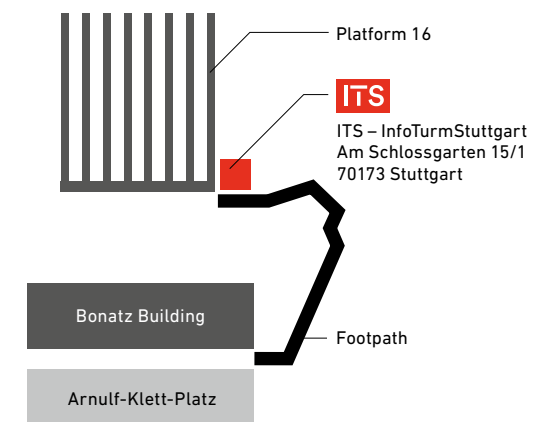 Platform 16
ITS
ITS – InfoTurmStuttgart
Am Schlossgarten 15/1
70173 Stuttgart
Bonatz Building
Footpath
Arnulf-Klett-Platz